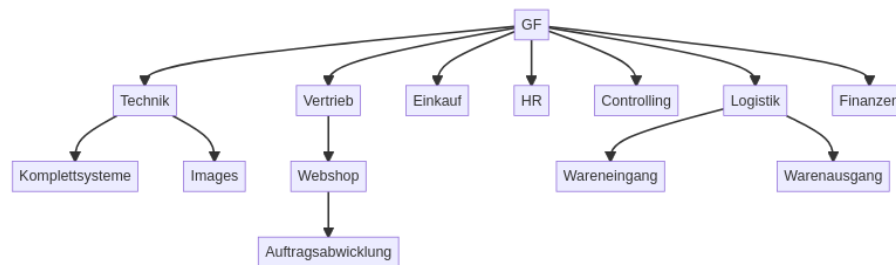 GF
Technik
Vertrieb
Einkauf
HR
Controlling
Logistik
Finanzen
Komplettsysteme
Images
Webshop
Wareneingang
Warenausgang
Auftragsabwicklung